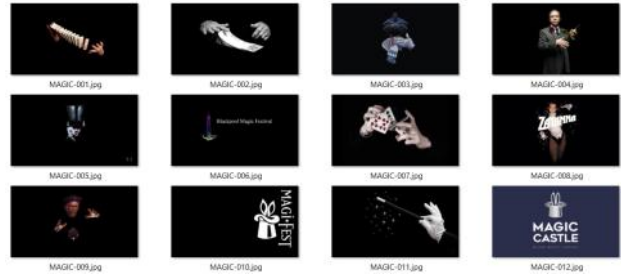 MAGIC-001.jpg
MAGIC-002.jpg
MAGIC-003.jpg
MAGIC-004.jpg
Zatanna
Blackpool Magic Festival
MAGIC-005.jpg
MAGIC-006.jpg
MAGIC-007.jpg
MAGIC-008.jpg
MAGI-FEST
MAGIC
CASTLE
MAGIC-009.jpg
MAGIC-010.jpg
MAGIC-011.jpg
MAGIC-012.jpg